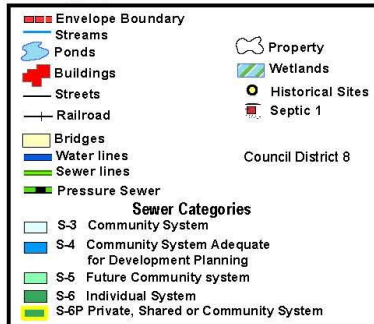 Envelope Boundary
Streams
Ponds
Buildings
Streets
Railroad
Bridges
Water lines
Sewer lines
Pressure Sewer
Property
Wetlands
Historical Sites
Septic 1
Council District 8
Sewer Categories
S-3 Community System
S-4 Community System Adequate
for Development Planning
S-5 Future Community system
S-6 Individual System
S-6P Private, Shared or Community System